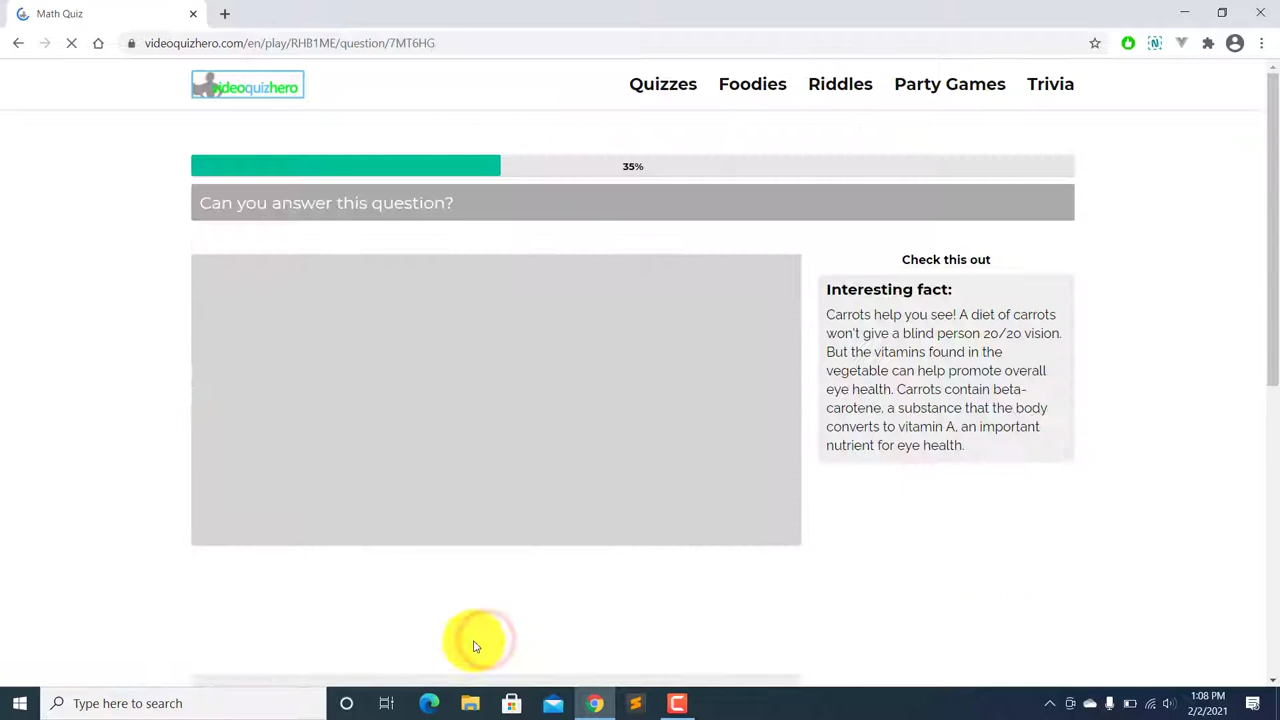 Math Quiz
videoquizhero.com/en/play/RHB1ME/question/7MT6HG
videoquizhero
Quizzes Foodies Riddles Party Games Trivia
35%
Can you answer this question?
Check this out
Interesting fact:
Carrots help you see! A diet of carrots
won't give a blind person 20/20 vision.
But the vitamins found in the
vegetable can help promote overall
eye health. Carrots contain beta-
carotene, a substance that the body
converts to vitamin A, an important
nutrient for eye health.
Type here to search
1:08 PM
2/2/2021